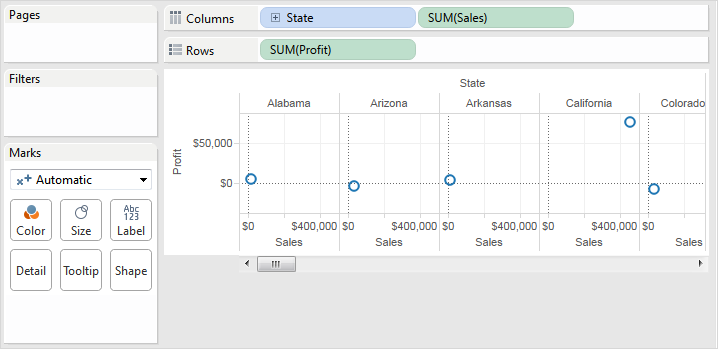 Pages
Columns State SUM(Sales)
Rows SUM(Profit)
Filters
Marks
Automatic
Color Size Abc 123 Label
Detail Tooltip Shape
State
Alabama Arizona Arkansas California Colorado
Profit
$50,000
$0
$0 $400,000 $0 $400,000 $0 $400,000 $0 $400,000 $0
Sales Sales Sales Sales Sales